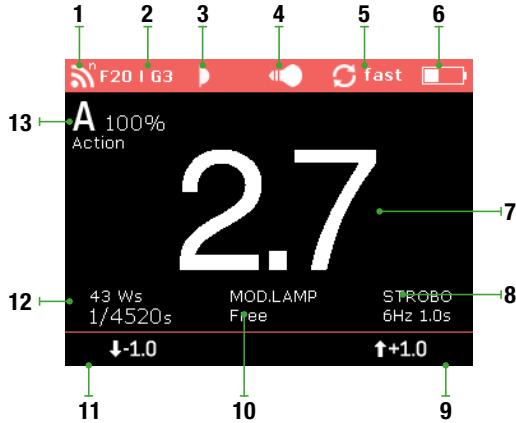 1 2 3 4 5 6
n F20 I G3 fast
13 A 100%
Action
2.7 7
8
12 43 Ws MOD.LAMP STROBO
1/4520s Free 6Hz 1.0s
-1.0 +1.0
11 10 9